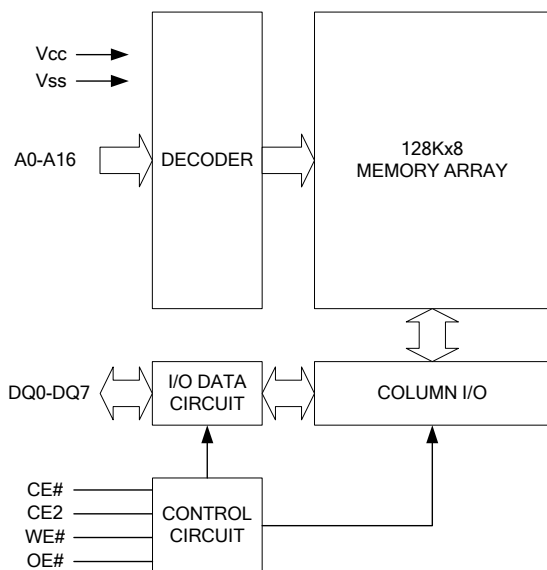 Vcc
Vss
A0-A16
DECODER
128Kx8
MEMORY ARRAY
DQ0-DQ7
I/O DATA
CIRCUIT
COLUMN I/O
CE#
CE2
WE#
OE#
CONTROL
CIRCUIT